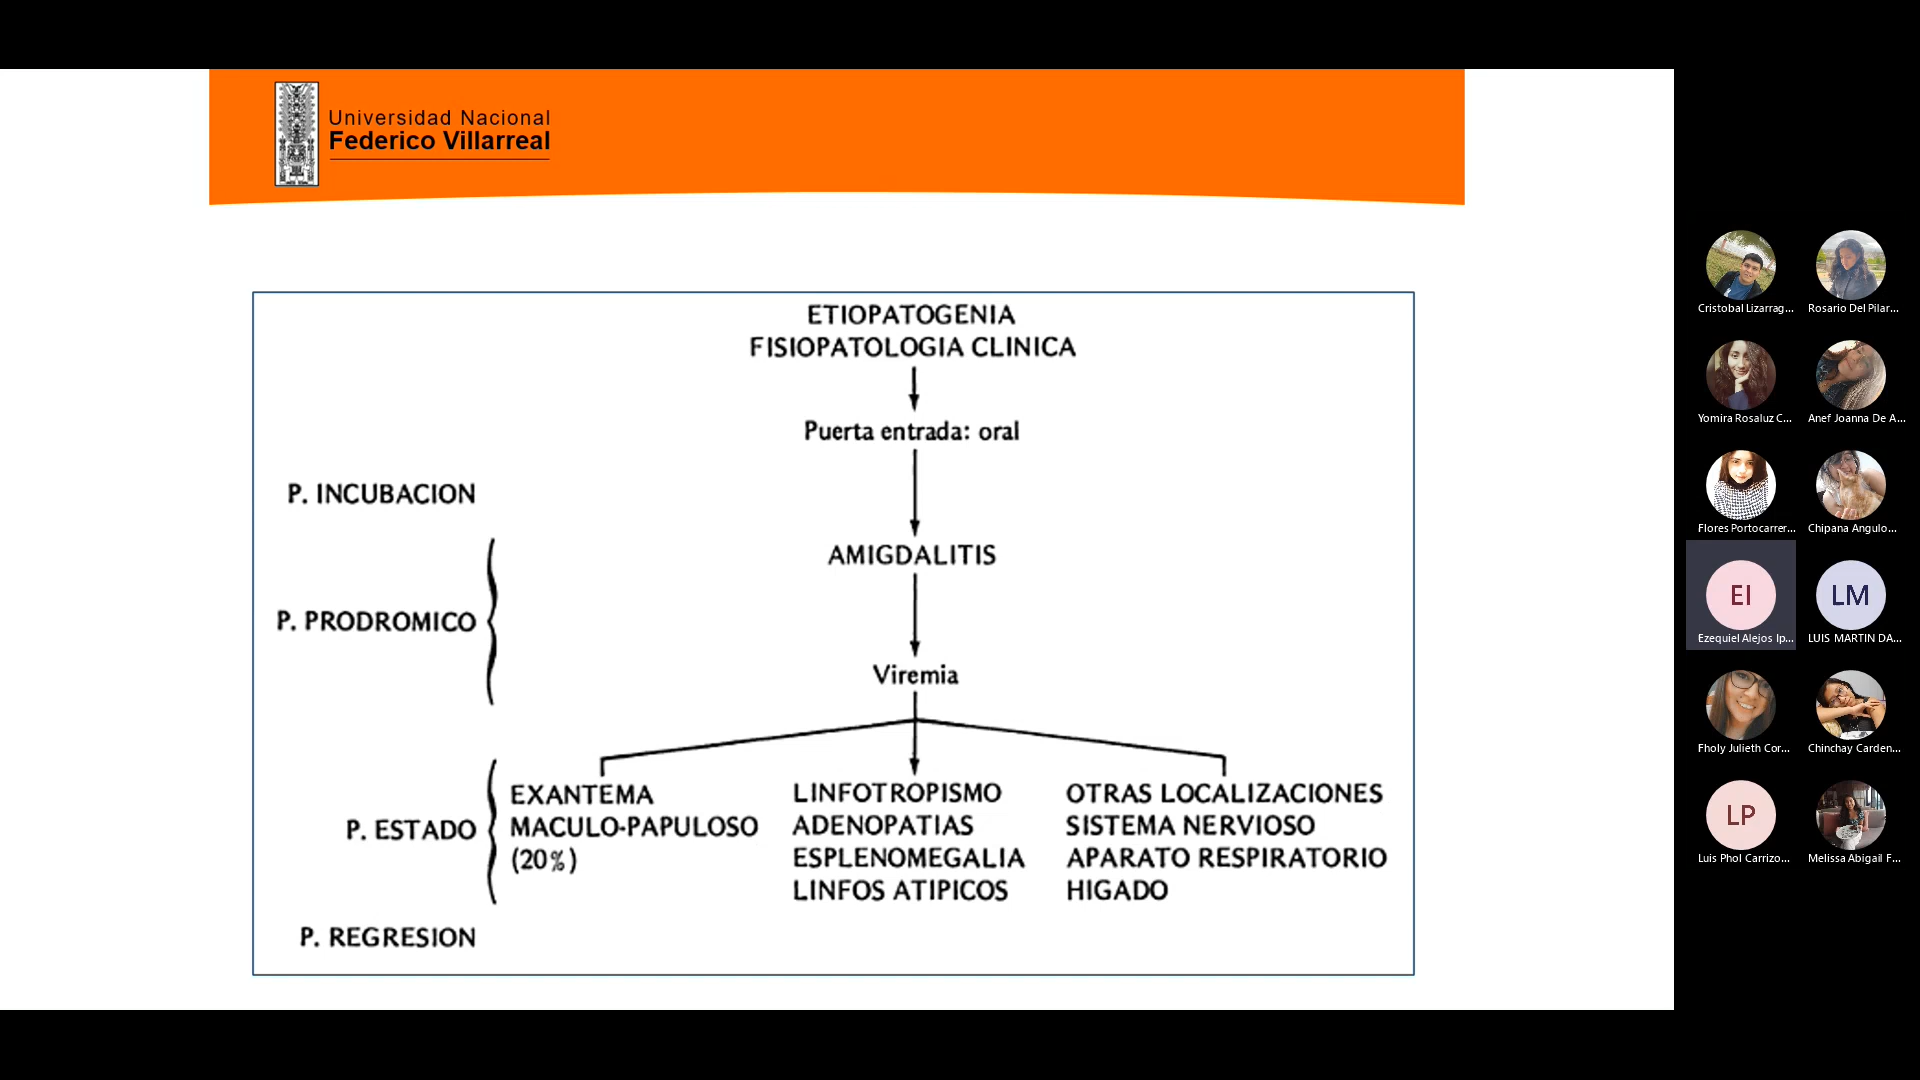 Universidad Nacional
Federico Villarreal
ETIOPATOGENIA
FISIOPATOLOGIA CLINICA
Puerta entrada: oral
P. INCUBACION
AMIGDALITIS
P. PRODROMICO
Viremia
P. ESTADO
EXANTEMA
MACULO-PAPULOSO
(20%)
LINFOTROPISMO
ADENOPATIAS
ESPLENOMEGALIA
LINFOS ATIPICOS
OTRAS LOCALIZACIONES
SISTEMA NERVIOSO
APARATO RESPIRATORIO
HIGADO
P. REGRESION
Cristobal Lizarrag...
Rosario Del Pilar...
Yomira Rosaluz C...
Anef Joanna De A...
Flores Portocarrer...
Chipana Angulo...
EI
Ezequiel Alejos Ip...
LM
LUIS MARTIN DA...
Fholy Julieth Cor...
Chinchay Carden...
LP
Luis Phol Carrizo...
Melissa Abigail F...